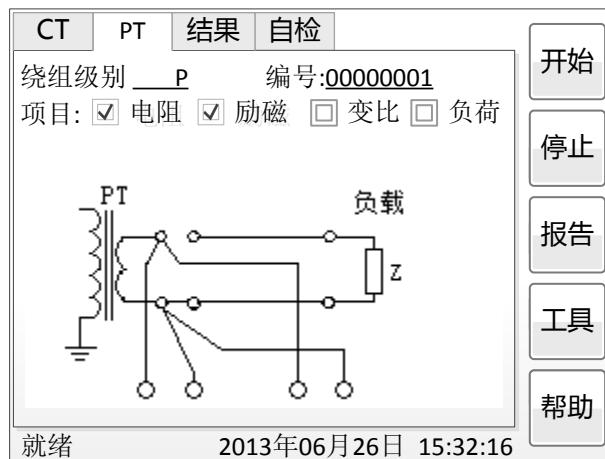 CT PT 结果 自检
绕组级别 P 编号:00000001
项目: 电阻 励磁 变比 负荷
PT
负载
Z
就绪 2013年06月26日 15:32:16
开始
停止
报告
工具
帮助